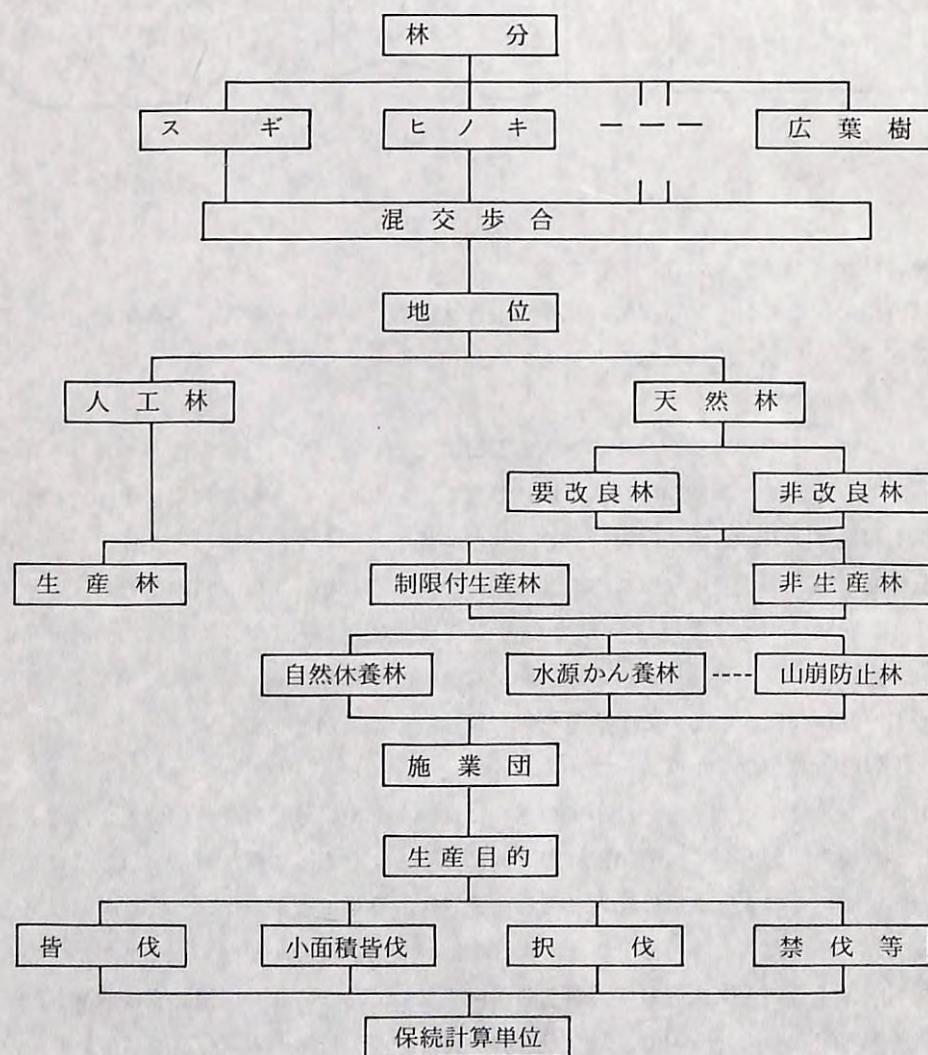 林分
スギ ヒノキ 広葉樹
混交歩合
地位
人工林 天然林
要改良林 非改良林
生産林 制限付生産林 非生産林
自然休養林 水源かん養林 山崩防止林
施業団
生産目的
皆伐 小面積皆伐 択伐 禁伐等
保続計算単位